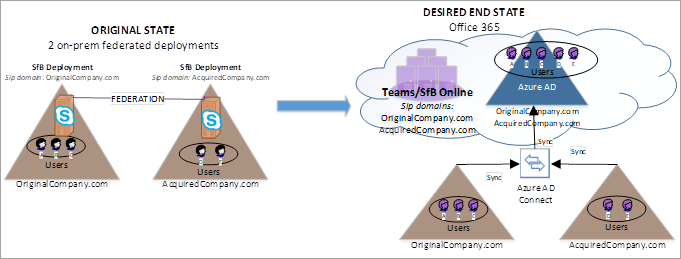 ORIGINAL STATE
2 on-prem federated deployments
SfB Deployment
Sip domain: OriginalCompany.com
SfB Deployment
Sip domain: AcquiredCompany.com
FEDERATION
Users
OriginalCompany.com
Users
AcquiredCompany.com
DESIRED END STATE
Office 365
Teams/SfB Online
Sip domains:
OriginalCompany.com
AcquiredCompany.com
Users
Azure AD
OriginalCompany.com
AcquiredCompany.com
Sync
Sync
Sync
Azure AD
Connect
Users
OriginalCompany.com
Users
AcquiredCompany.com